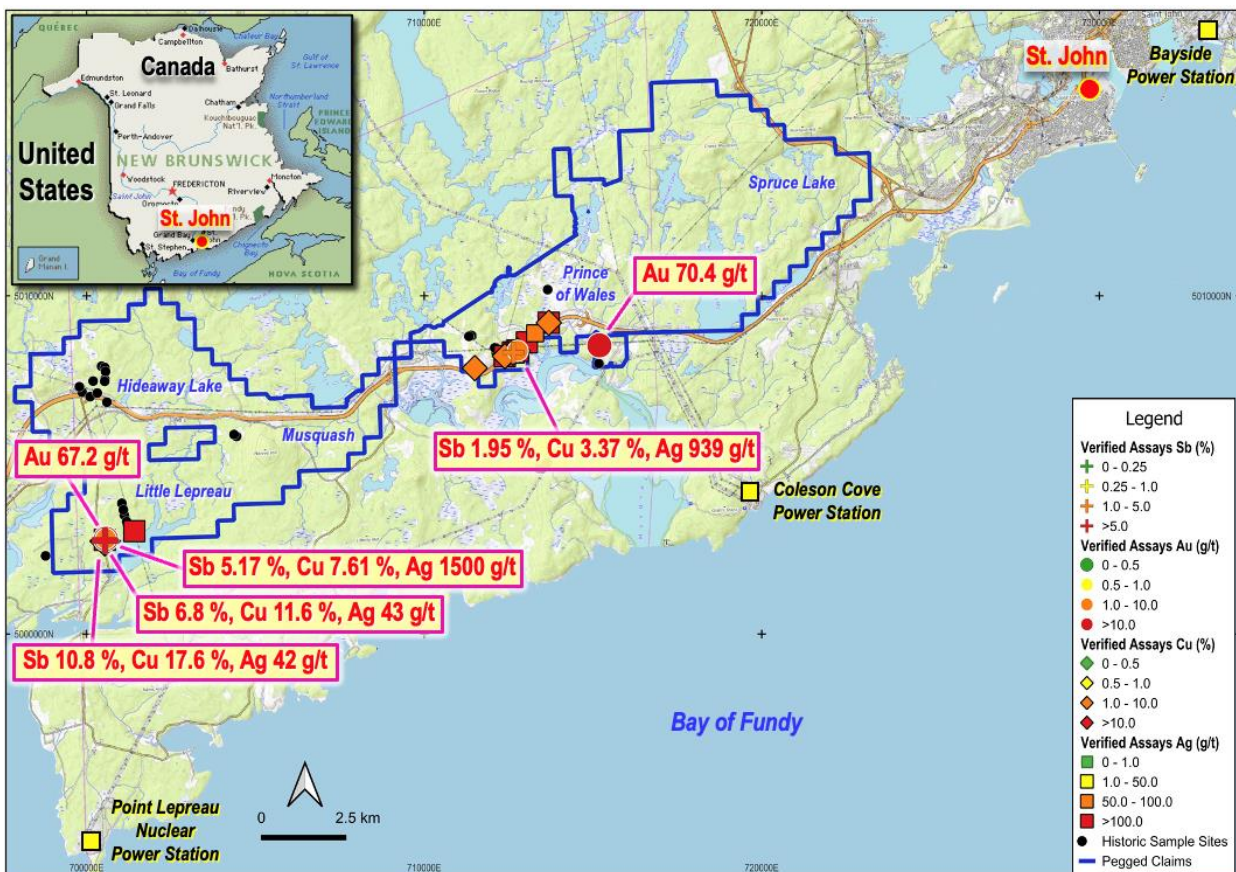 QUÉBEC
Dalhousie
Campbellton
Chaleur Bay
Canada
Bathurst
Gulf of
St. Lawrence
Edmundston
St. Leonard
Grand Falls
Chatham
Northumberland
Strait
Kouchibouguac
Nat'l. Pk.
PRINCE
EDWARD
ISLAND
Perth-Andover
United
States
NEW BRUNSWICK
Woodstock
FREDERICTON
Moncton
Riverview
Saint John
Oromocto
St. John
Grand Bay
St. Stephen
Chignecto
Bay
Grand
Manan I.
Bay of Fundy
NOVA SCOTIA
710000E
720000E
730000E
St. John
Bayside
Power Station
Spruce Lake
Prince
of Wales
Au 70.4 g/t
5010000N
5010000N
Hideaway Lake
Musquash
Sb 1.95 %, Cu 3.37 %, Ag 939 g/t
Au 67.2 g/t
Little Lepreau
Coleson Cove
Power Station
Sb 5.17 %, Cu 7.61 %, Ag 1500 g/t
Sb 6.8 %, Cu 11.6 %, Ag 43 g/t
5000000N
Sb 10.8 %, Cu 17.6 %, Ag 42 g/t
Bay of Fundy
Point Lepreau
Nuclear
Power Station
0
2.5 km
700000E
710000E
720000E
Legend
Verified Assays Sb (%)
0 - 0.25
0.25 - 1.0
1.0 - 5.0
>5.0
Verified Assays Au (g/t)
0 - 0.5
0.5 - 1.0
1.0 - 10.0
>10.0
Verified Assays Cu (%)
0 - 0.5
0.5 - 1.0
1.0 - 10.0
>10.0
Verified Assays Ag (g/t)
0 - 1.0
1.0 - 50.0
50.0 - 100.0
>100.0
Historic Sample Sites
Pegged Claims